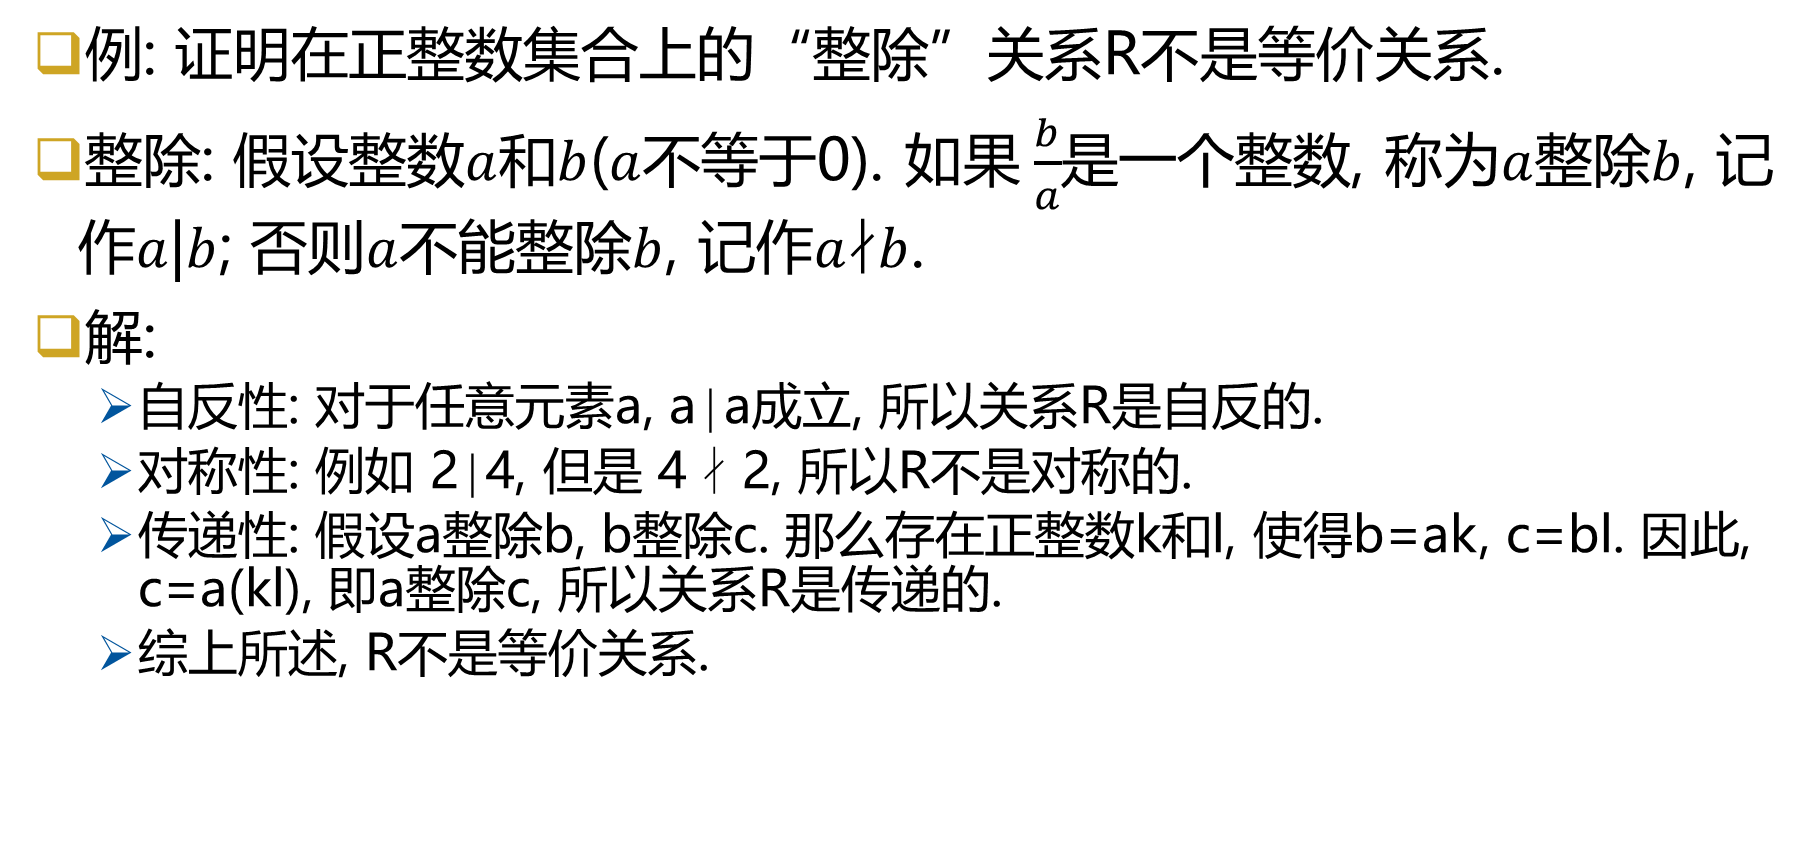 ❑例: 证明在正整数集合上的“整除”关系R不是等价关系.
❑整除: 假设整数a和b(a不等于0). 如果 b/a 是一个整数, 称为a整除b, 记
作a|b; 否则a不能整除b, 记作a∤b.
❑解:
➢自反性: 对于任意元素a, a∣a成立, 所以关系R是自反的.
➢对称性: 例如 2∣4, 但是 4 ∤ 2, 所以R不是对称的.
➢传递性: 假设a整除b, b整除c. 那么存在正整数k和l, 使得b=ak, c=bl. 因此,
c=a(kl), 即a整除c, 所以关系R是传递的.
➢综上所述, R不是等价关系.